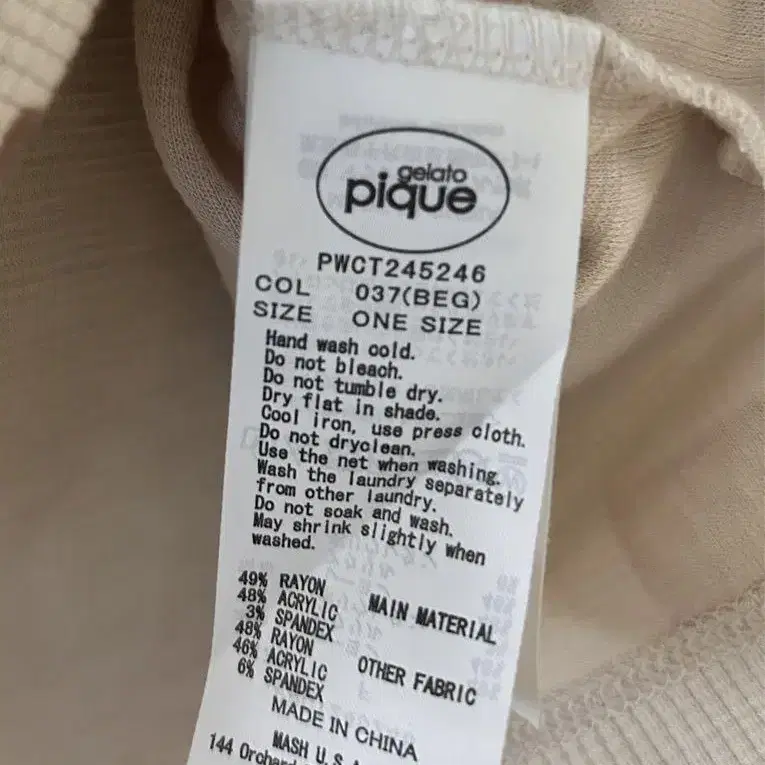 gelato
pique
PWCT245246
COL 037(BEG)
SIZE ONE SIZE
Hand wash cold.
Do not bleach.
Do not tumble dry.
Dry flat in shade.
Cool iron, use press cloth.
Do not dryclean.
Use the net when washing.
Wash the laundry separately
from other laundry.
Do not soak and wash.
May shrink slightly when
washed.
49% RAYON
48% ACRYLIC MAIN MATERIAL
3% SPANDEX
48% RAYON
46% ACRYLIC OTHER FABRIC
6% SPANDEX
MADE IN CHINA
MASH U.S.A
144 Orchard